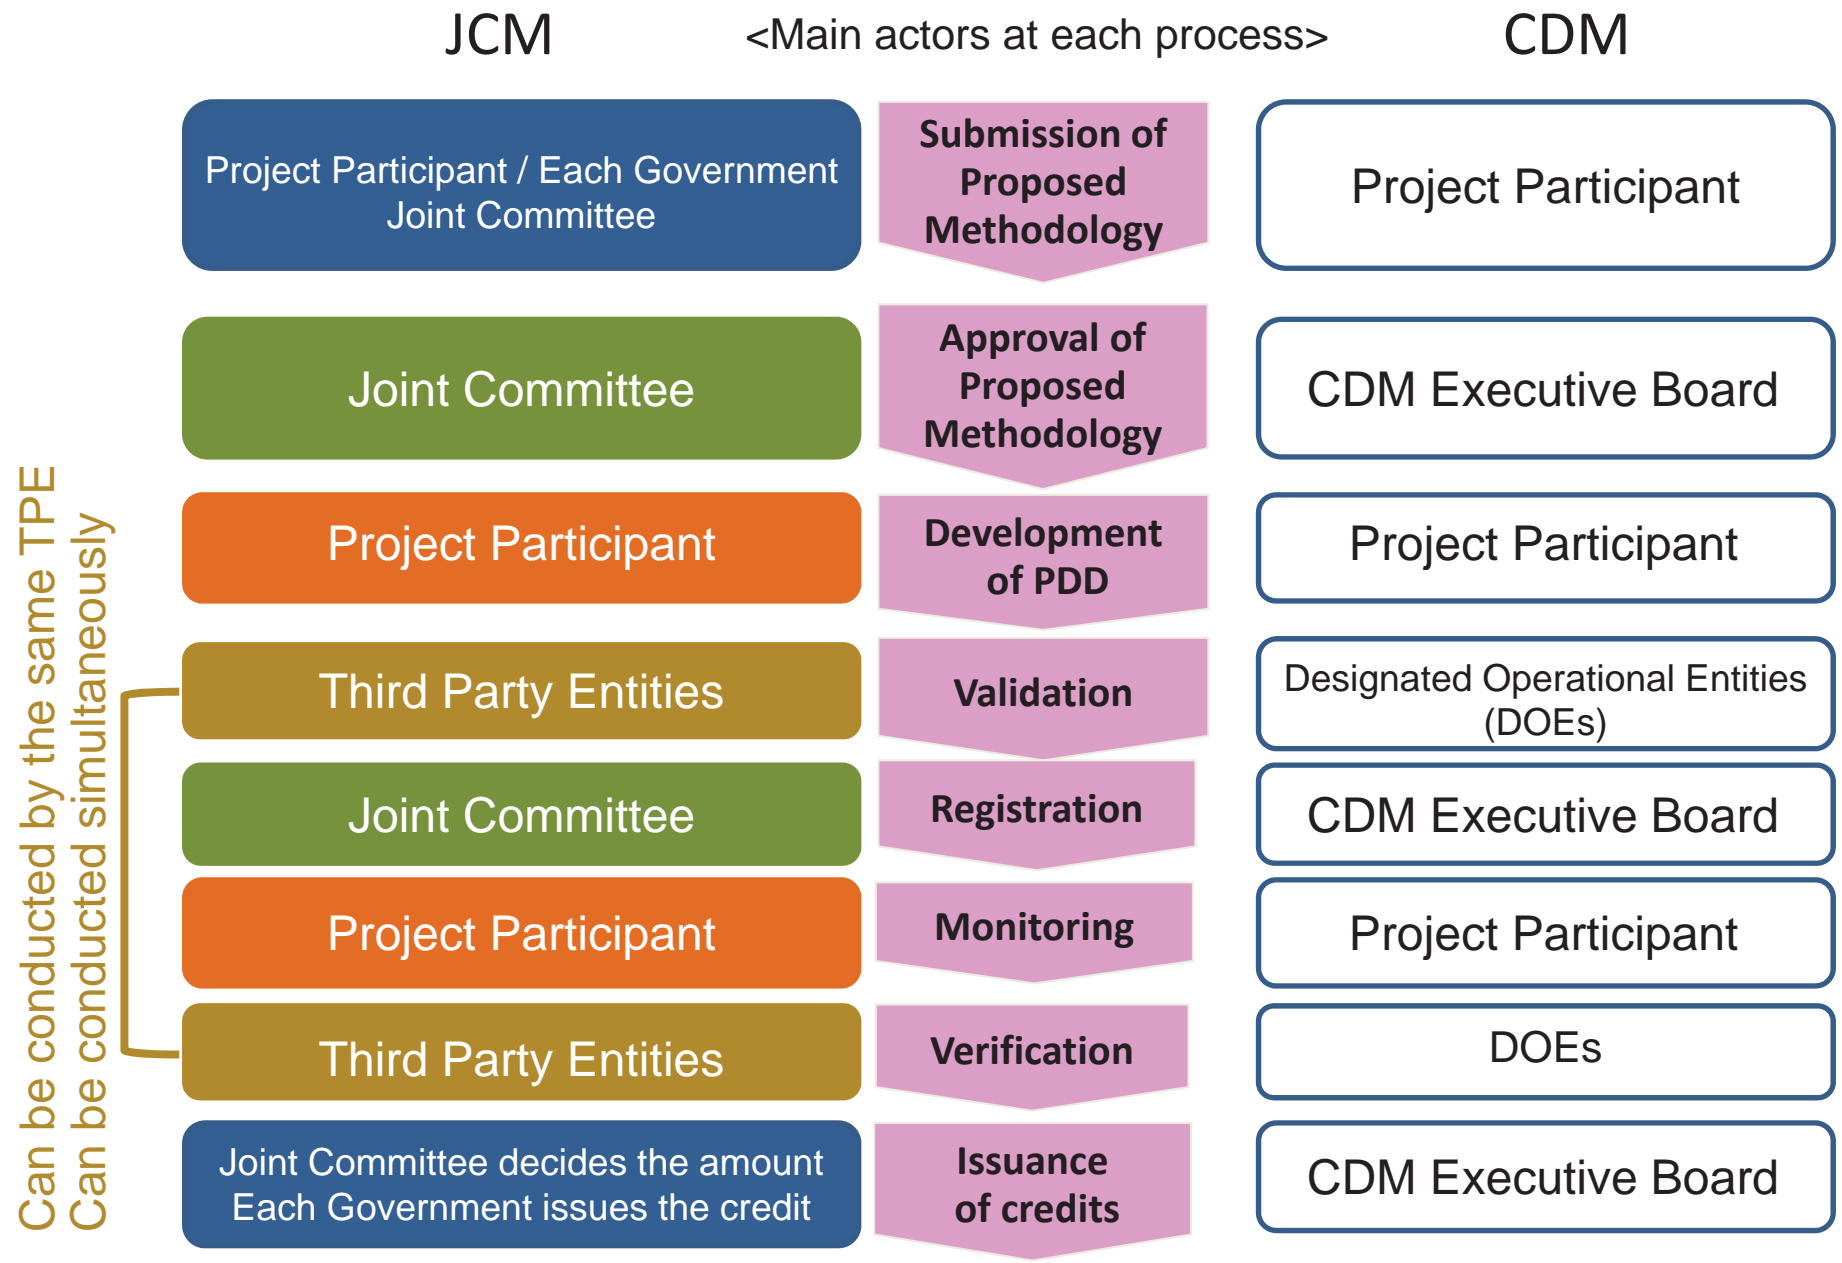 JCM
<Main actors at each process>
CDM
Project Participant / Each Government
Joint Committee
Submission of
Proposed
Methodology
Project Participant
Joint Committee
Approval of
Proposed
Methodology
CDM Executive Board
Project Participant
Development
of PDD
Project Participant
Third Party Entities
Validation
Designated Operational Entities
(DOEs)
Joint Committee
Registration
CDM Executive Board
Project Participant
Monitoring
Project Participant
Third Party Entities
Verification
DOEs
Joint Committee decides the amount
Each Government issues the credit
Issuance
of credits
CDM Executive Board
Can be conducted by the same TPE
Can be conducted simultaneously